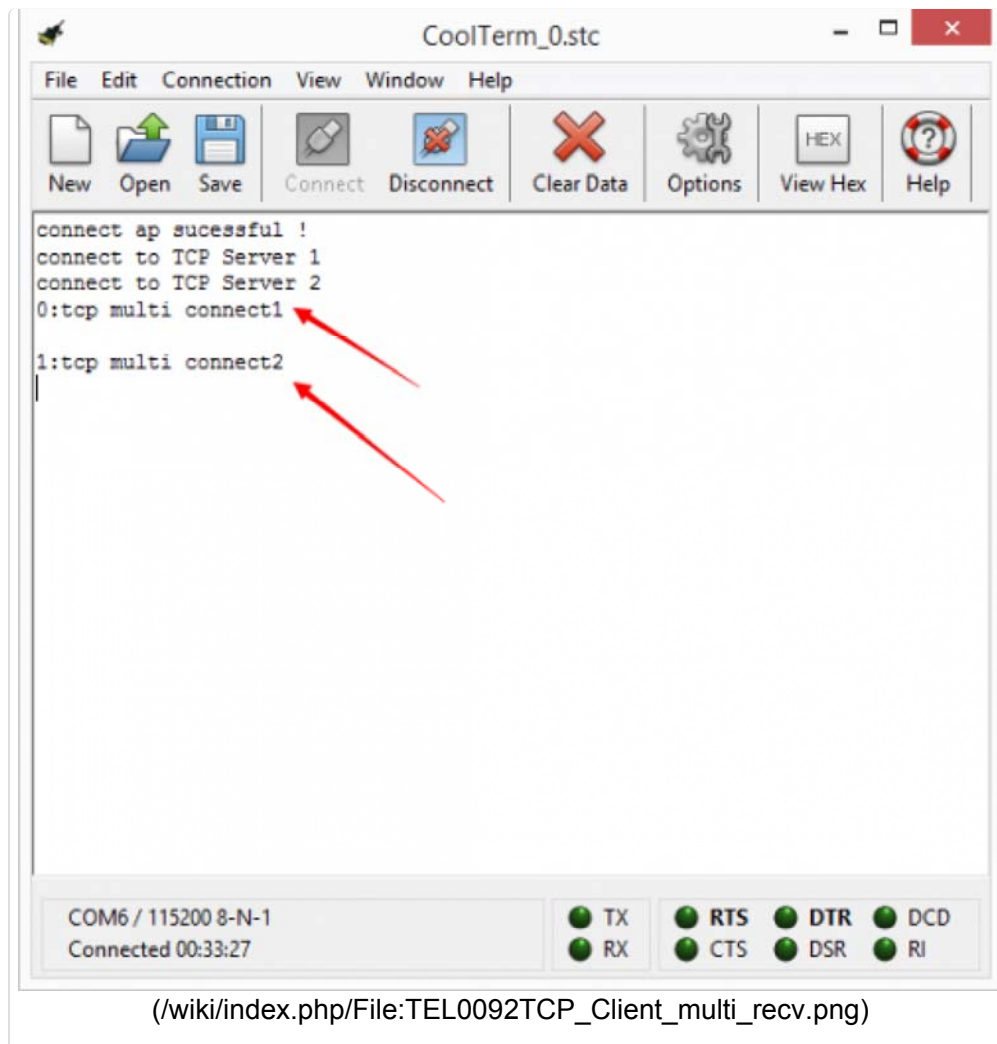 CoolTerm_0.stc
File Edit Connection View Window Help
HEX
New Open Save Connect Disconnect Clear Data Options View Hex Help
connect ap sucessful !
connect to TCP Server 1
connect to TCP Server 2
0:tcp multi connect1
1:tcp multi connect2
COM6 / 115200 8-N-1
Connected 00:33:27
TX RTS DTR DCD
RX CTS DSR RI
(/wiki/index.php/File:TEL0092TCP_Client_multi_recv.png)